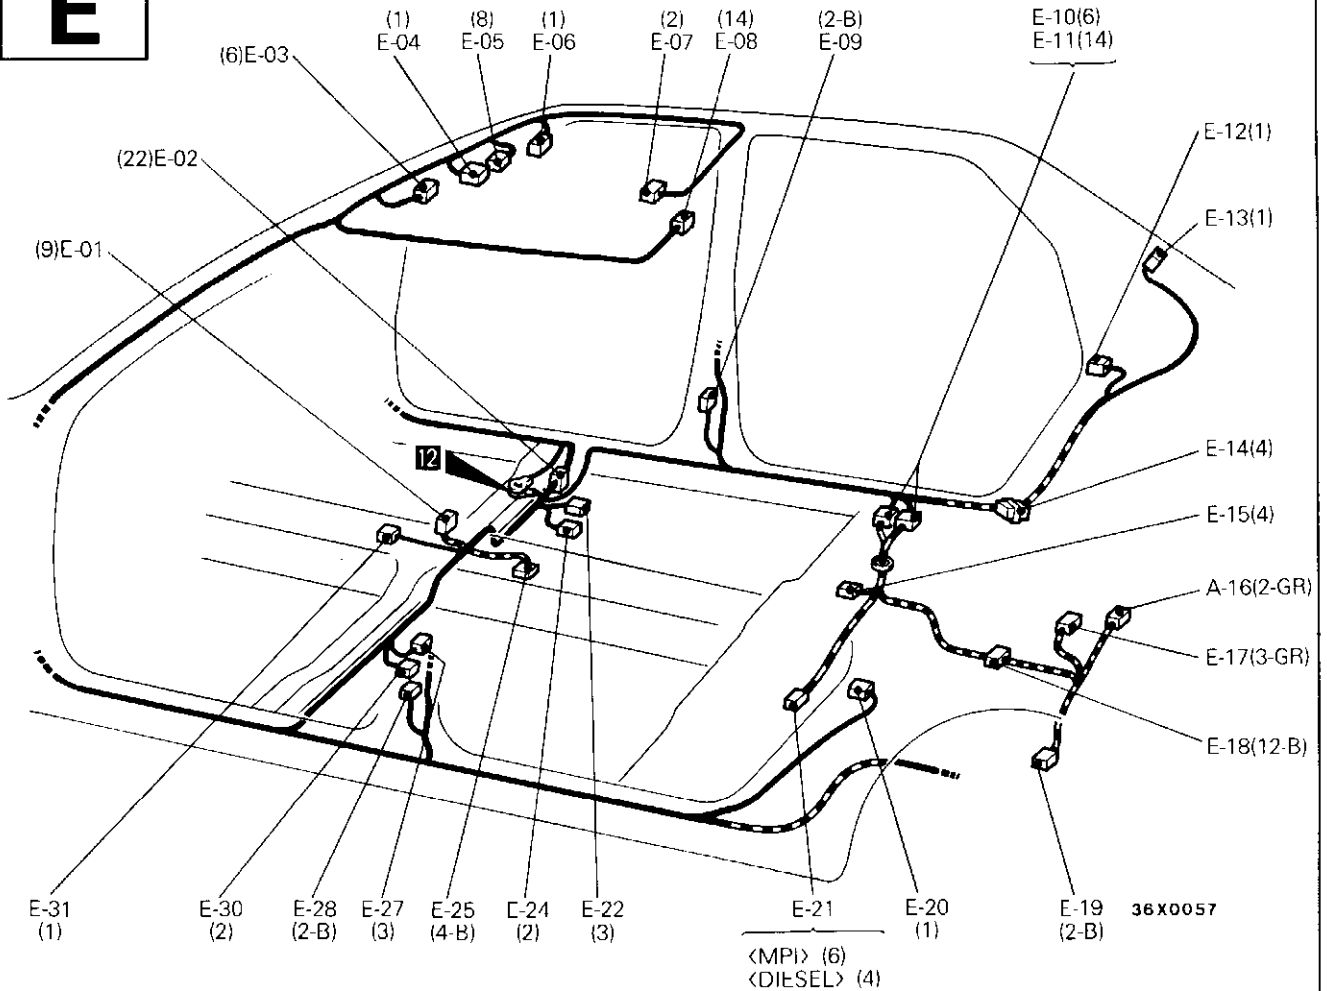 E
(1) (8) (1) (2) (14) (2-B) E-10(6)
(6)E-03 E-04 E-05 E-06 E-07 E-08 E-09 E-11(14)
E-12(1)
(22)E-02
E-13(1)
(9)E-01
12
E-14(4)
E-15(4)
A-16(2-GR)
E-17(3-GR)
E-18(12-B)
E-31 E-30 E-28 E-27 E-25 E-24 E-22 E-21 E-20 E-19 36X0057
(1) (2) (2-B) (3) (4-B) (2) (3) (1) (2-B)
<MPI> (6)
<DIESEL> (4)